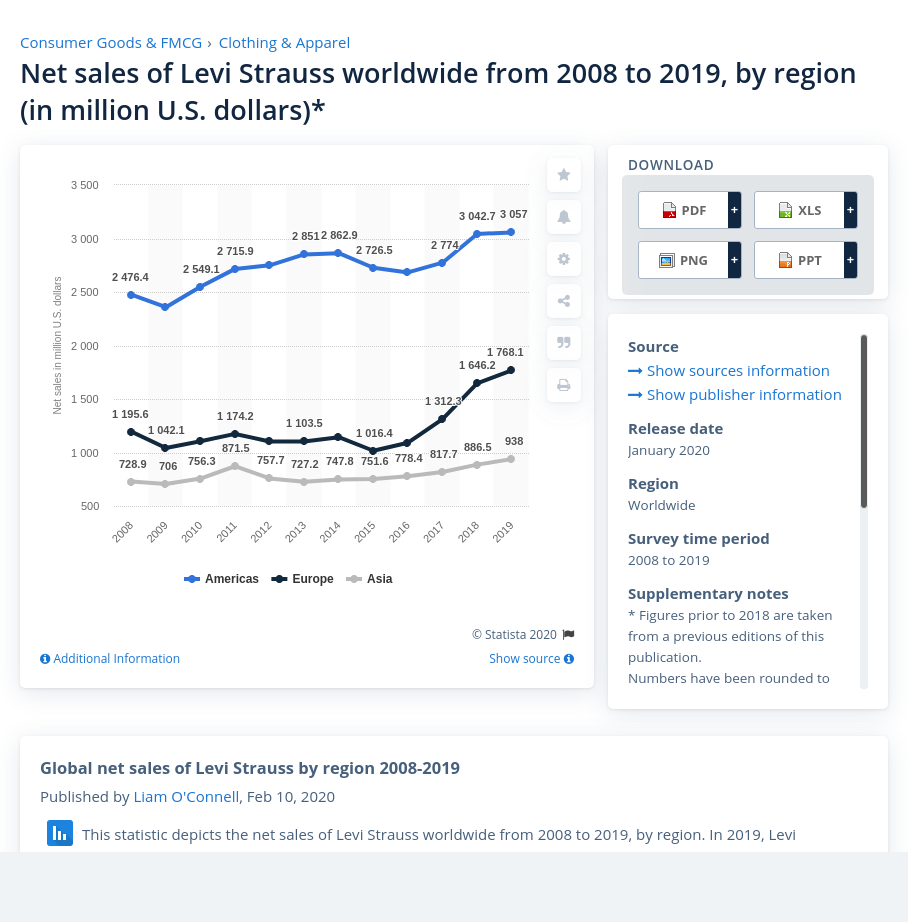 Consumer Goods & FMCG › Clothing & Apparel
Net sales of Levi Strauss worldwide from 2008 to 2019, by region
(in million U.S. dollars)*
Net sales in million U.S. dollars
3 500
3 000
2 500
2 000
1 500
1 000
500
2 476.4
2 549.1
2 715.9
2 851
2 862.9
2 726.5
2 774
3 042.7
3 057
1 195.6
1 042.1
1 174.2
1 103.5
1 016.4
1 312.3
1 646.2
1 768.1
728.9
706
756.3
871.5
757.7
727.2
747.8
751.6
778.4
817.7
886.5
938
2008
2009
2010
2011
2012
2013
2014
2015
2016
2017
2018
2019
Americas Europe Asia
© Statista 2020
Additional Information
Show source
DOWNLOAD
PDF +
XLS +
PNG +
PPT +
Source
Show sources information
Show publisher information
Release date
January 2020
Region
Worldwide
Survey time period
2008 to 2019
Supplementary notes
* Figures prior to 2018 are taken
from a previous editions of this
publication.
Numbers have been rounded to
Global net sales of Levi Strauss by region 2008-2019
Published by Liam O'Connell, Feb 10, 2020
This statistic depicts the net sales of Levi Strauss worldwide from 2008 to 2019, by region. In 2019, Levi